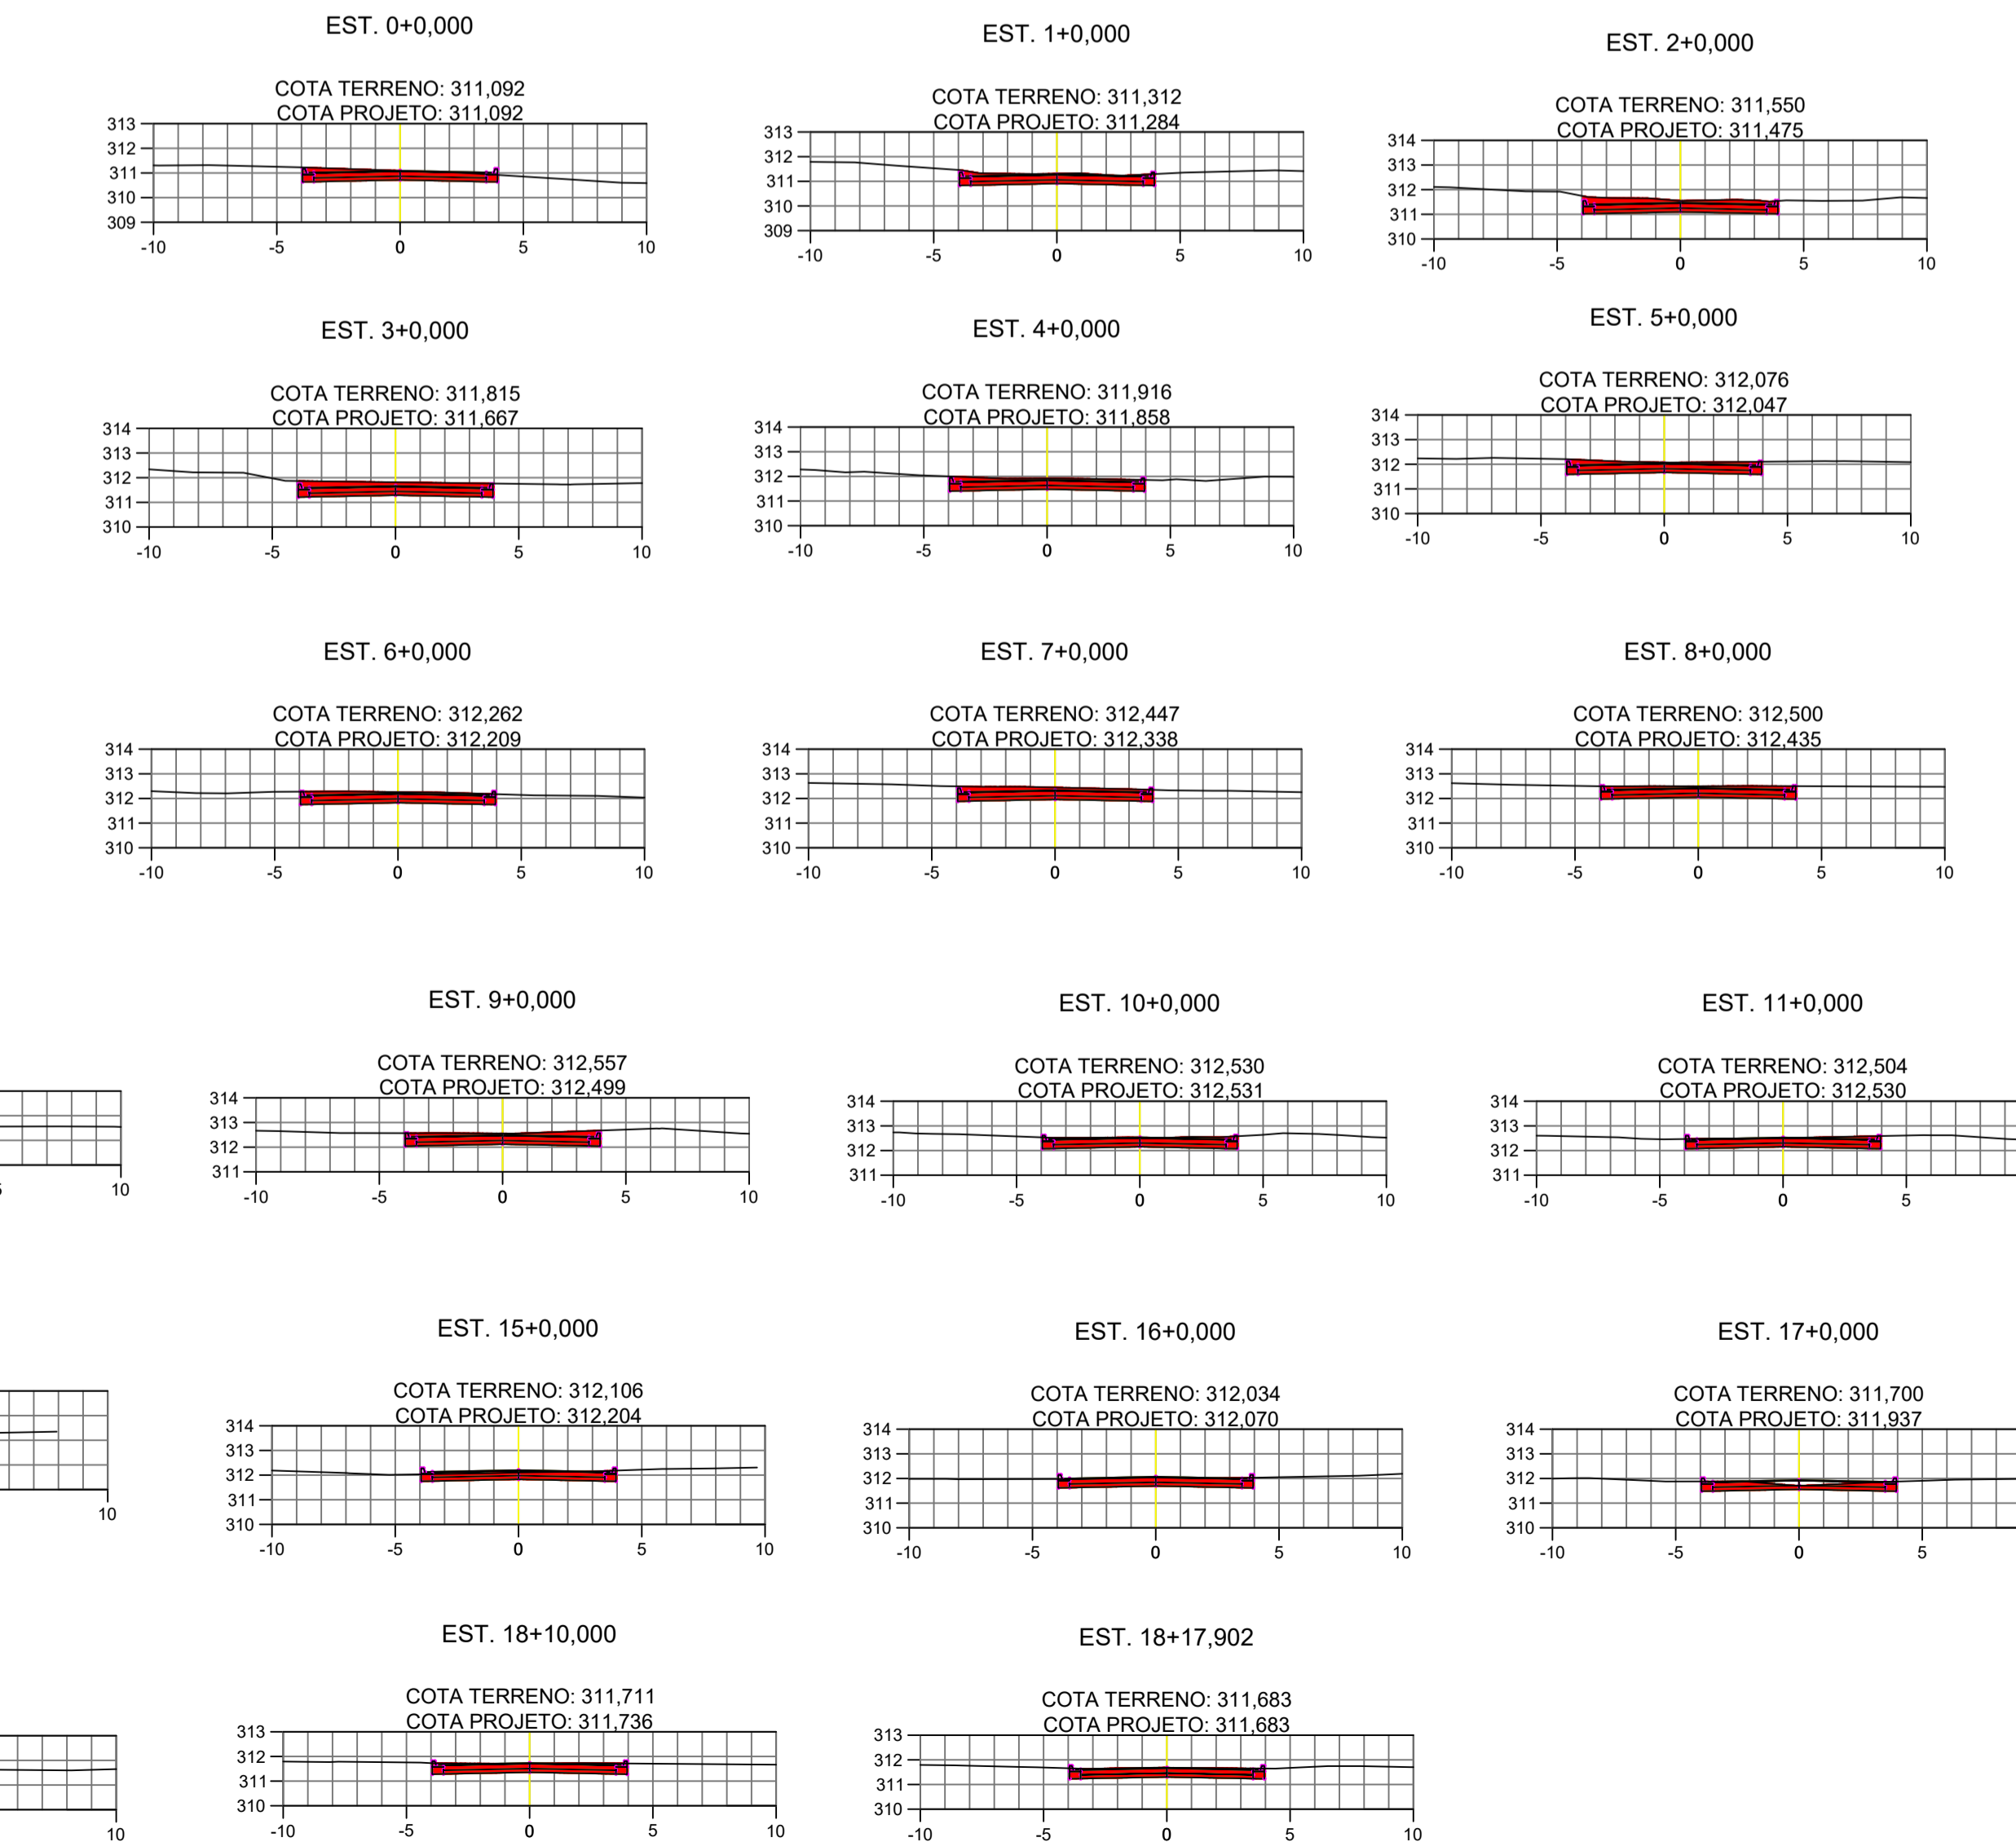 EST. 0+0,000
COTA TERRENO: 311,092
COTA PROJETO: 311,092
313
312
311
310
309
-10 -5 0 5 10
EST. 1+0,000
COTA TERRENO: 311,312
COTA PROJETO: 311,284
313
312
311
310
309
-10 -5 0 5 10
EST. 2+0,000
COTA TERRENO: 311,550
COTA PROJETO: 311,475
314
313
312
311
310
-10 -5 0 5 10
EST. 3+0,000
COTA TERRENO: 311,815
COTA PROJETO: 311,667
314
313
312
311
310
-10 -5 0 5 10
EST. 4+0,000
COTA TERRENO: 311,916
COTA PROJETO: 311,858
314
313
312
311
310
-10 -5 0 5 10
EST. 5+0,000
COTA TERRENO: 312,076
COTA PROJETO: 312,047
314
313
312
311
310
-10 -5 0 5 10
EST. 6+0,000
COTA TERRENO: 312,262
COTA PROJETO: 312,209
314
313
312
311
310
-10 -5 0 5 10
EST. 7+0,000
COTA TERRENO: 312,447
COTA PROJETO: 312,338
314
313
312
311
310
-10 -5 0 5 10
EST. 8+0,000
COTA TERRENO: 312,500
COTA PROJETO: 312,435
314
313
312
311
310
-10 -5 0 5 10
10
EST. 9+0,000
COTA TERRENO: 312,557
COTA PROJETO: 312,499
314
313
312
311
-10 -5 0 5 10
EST. 10+0,000
COTA TERRENO: 312,530
COTA PROJETO: 312,531
314
313
312
311
-10 -5 0 5 10
EST. 11+0,000
COTA TERRENO: 312,504
COTA PROJETO: 312,530
314
313
312
311
-10 -5 0 5
10
EST. 15+0,000
COTA TERRENO: 312,106
COTA PROJETO: 312,204
314
313
312
311
310
-10 -5 0 5 10
EST. 16+0,000
COTA TERRENO: 312,034
COTA PROJETO: 312,070
314
313
312
311
310
-10 -5 0 5 10
EST. 17+0,000
COTA TERRENO: 311,700
COTA PROJETO: 311,937
314
313
312
311
310
-10 -5 0 5
10
EST. 18+10,000
COTA TERRENO: 311,711
COTA PROJETO: 311,736
313
312
311
310
-10 -5 0 5 10
EST. 18+17,902
COTA TERRENO: 311,683
COTA PROJETO: 311,683
313
312
311
310
-10 -5 0 5 10